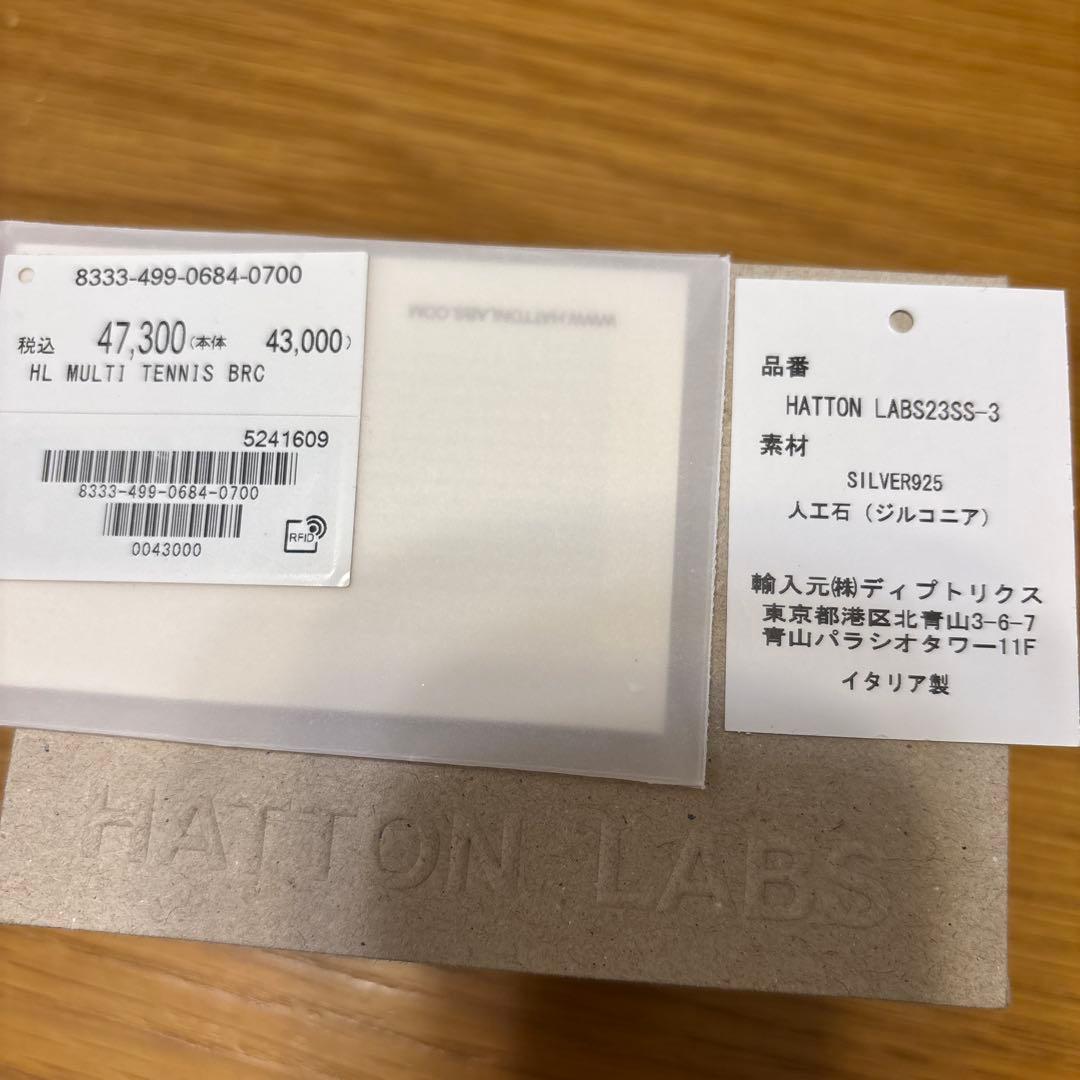 8333-499-0684-0700
税込 47,300(本体 43,000)
HL MULTI TENNIS BRC
5241609
8333-499-0684-0700
0043000
RFID
WWW.HATTONLABS.COM
品番
HATTON LABS23SS-3
素材
SILVER925
人工石(ジルコニア)
輸入元㈱ディプトリクス
東京都港区北青山3-6-7
青山パラシオタワー11F
イタリア製
HATTON LABS